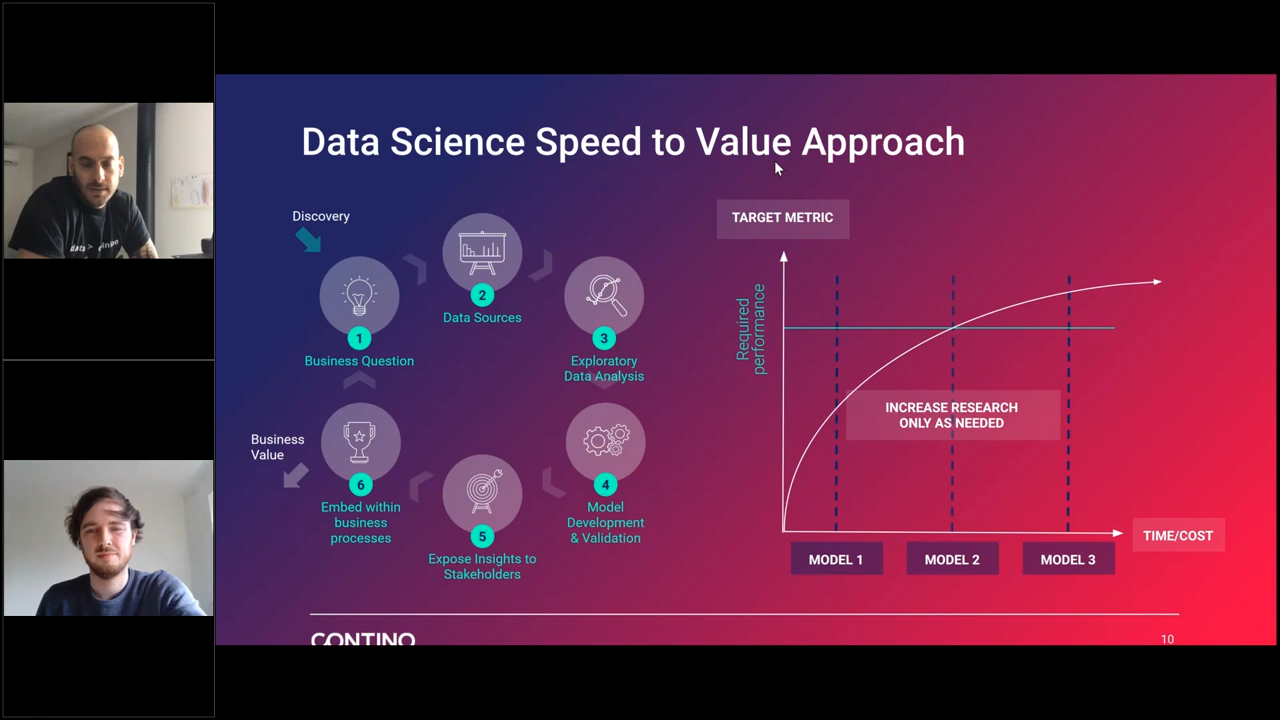 Data Science Speed to Value Approach
Discovery
1
Business Question
2
Data Sources
3
Exploratory
Data Analysis
4
Model
Development
& Validation
5
Expose Insights to
Stakeholders
6
Embed within
business
processes
Business
Value
TARGET METRIC
Required
performance
INCREASE RESEARCH
ONLY AS NEEDED
TIME/COST
MODEL 1
MODEL 2
MODEL 3
CONTINO
10
data >